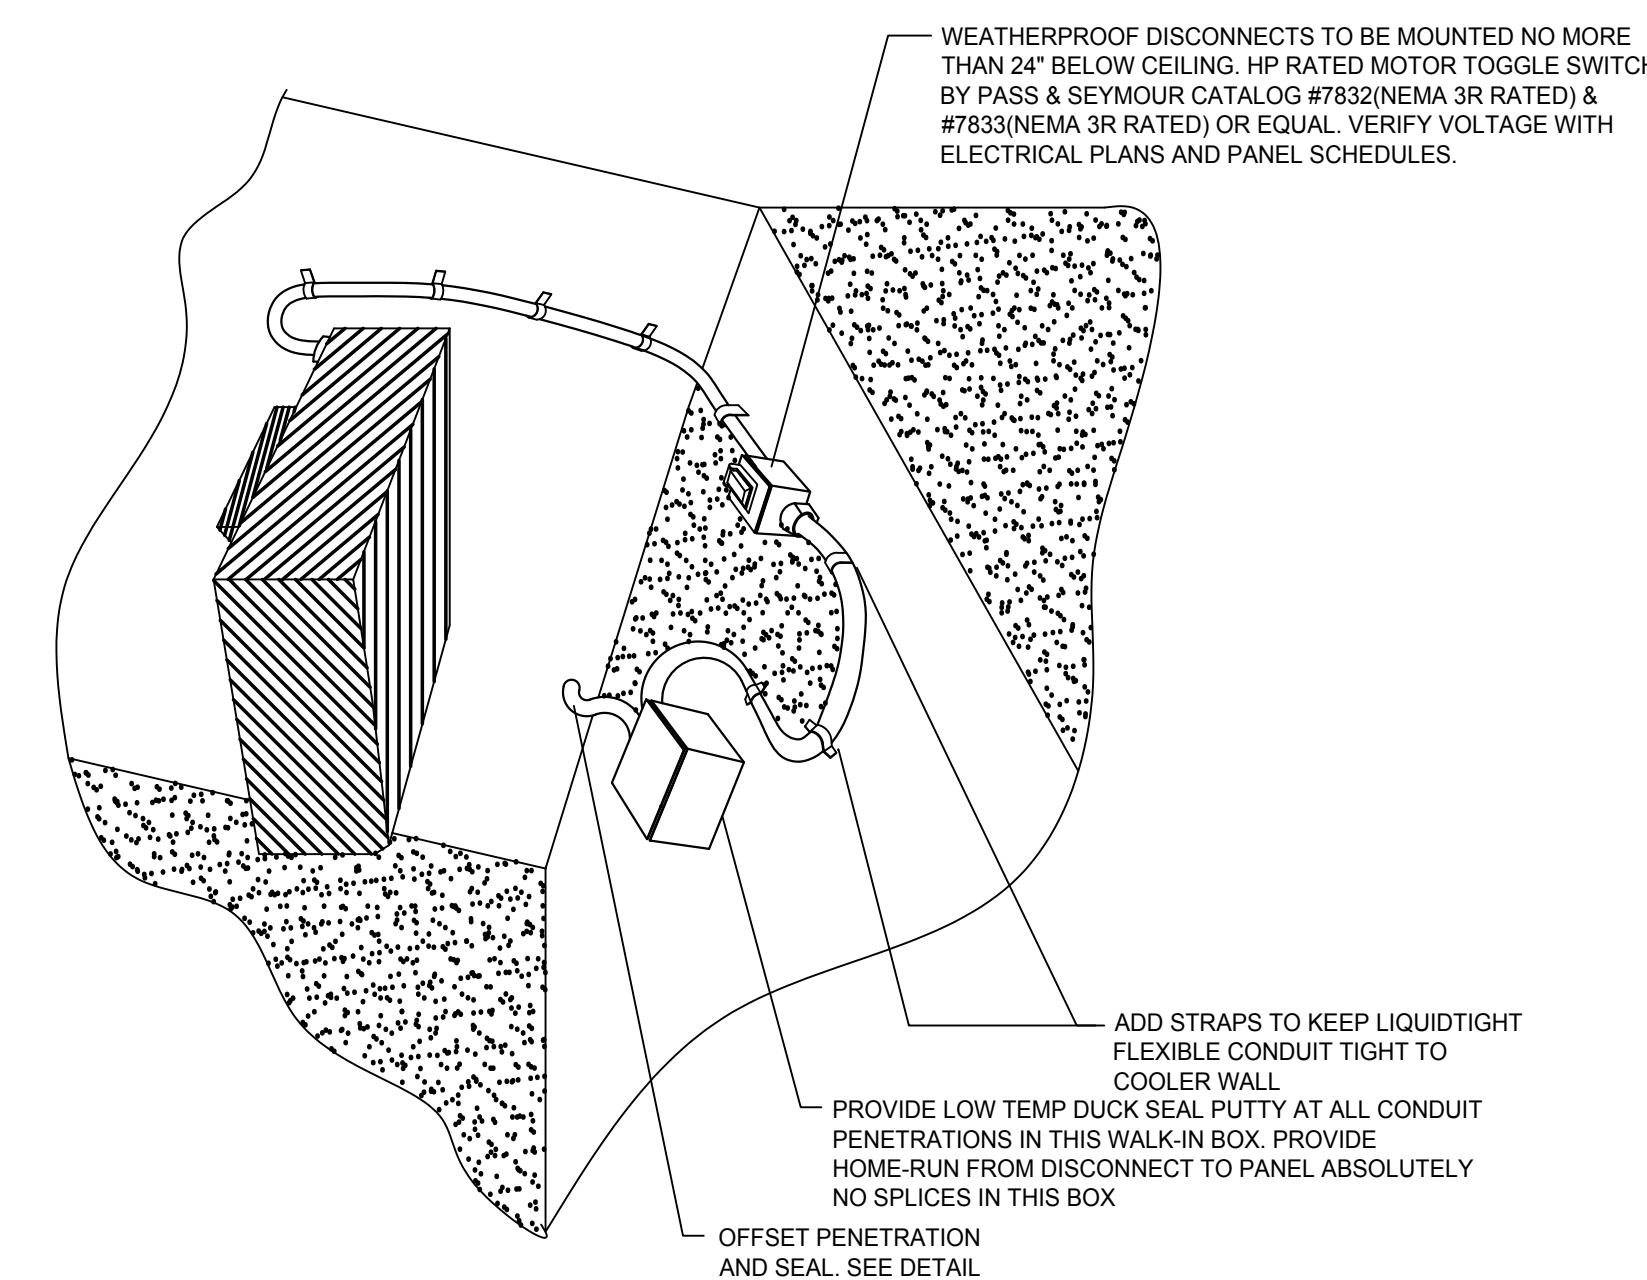 WEATHERPROOF DISCONNECTS TO BE MOUNTED NO MORE
THAN 24" BELOW CEILING. HP RATED MOTOR TOGGLE SWITCH
BY PASS & SEYMOUR CATALOG #7832(NEMA 3R RATED) &
#7833(NEMA 3R RATED) OR EQUAL. VERIFY VOLTAGE WITH
ELECTRICAL PLANS AND PANEL SCHEDULES.
ADD STRAPS TO KEEP LIQUIDTIGHT
FLEXIBLE CONDUIT TIGHT TO
COOLER WALL
PROVIDE LOW TEMP DUCK SEAL PUTTY AT ALL CONDUIT
PENETRATIONS IN THIS WALK-IN BOX. PROVIDE
HOME-RUN FROM DISCONNECT TO PANEL ABSOLUTELY
NO SPLICES IN THIS BOX
OFFSET PENETRATION
AND SEAL. SEE DETAIL